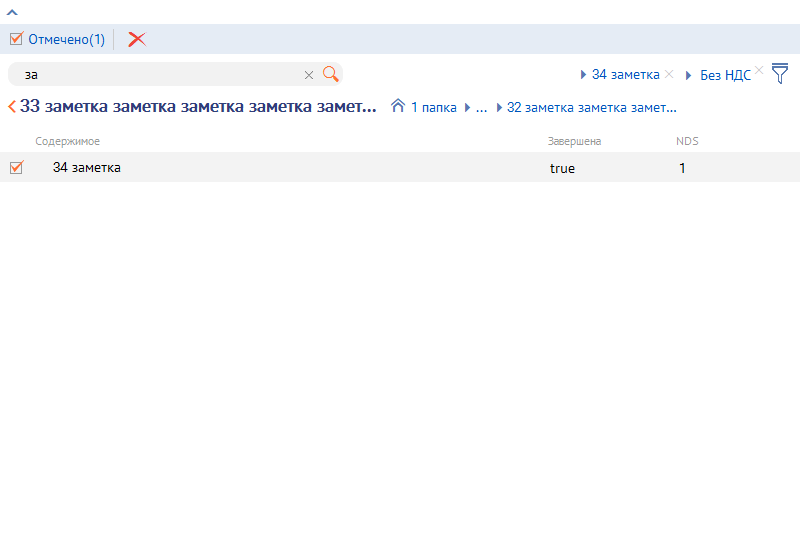 Отмечено(1)
за
34 заметка Без НДС
33 заметка заметка заметка заметка замет... 1 папка ... 32 заметка заметка замет...
Содержимое Завершена NDS
34 заметка true 1